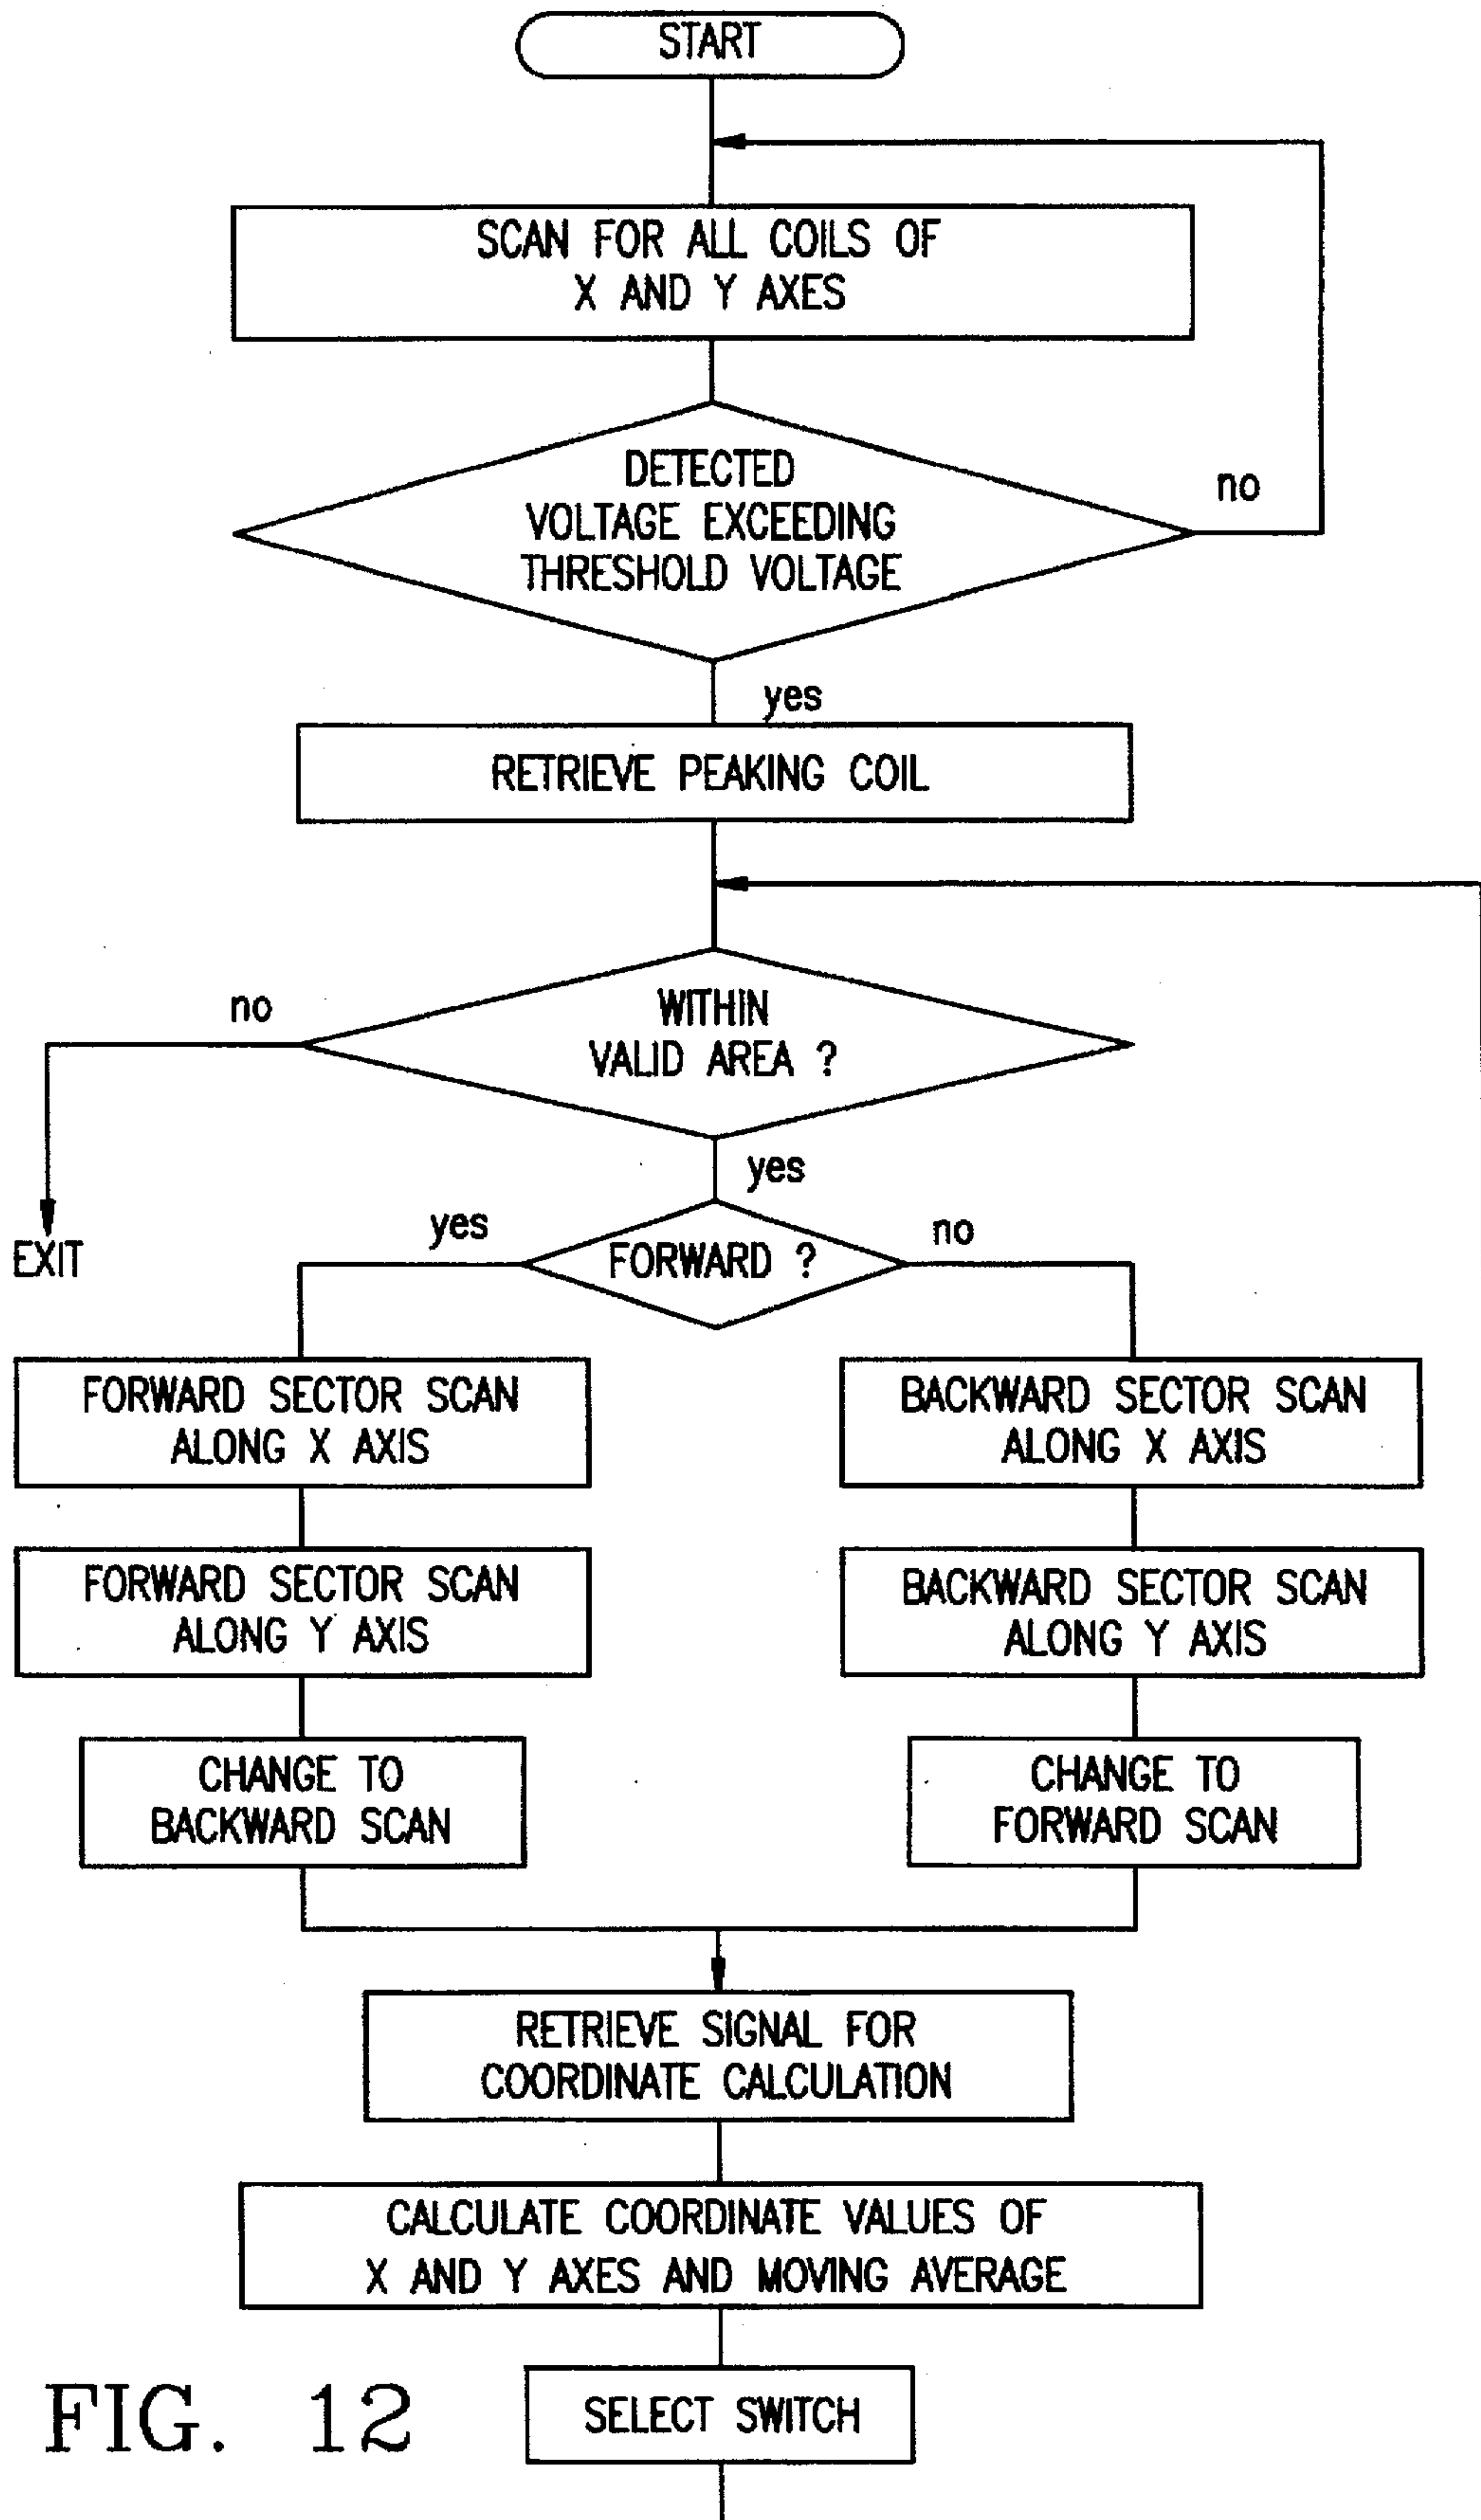 START
SCAN FOR ALL COILS OF
X AND Y AXES
DETECTED
VOLTAGE EXCEEDING
THRESHOLD VOLTAGE
no
yes
RETRIEVE PEAKING COIL
no
WITHIN
VALID AREA ?
yes
EXIT
yes
FORWARD ?
no
FORWARD SECTOR SCAN
ALONG X AXIS
BACKWARD SECTOR SCAN
ALONG X AXIS
FORWARD SECTOR SCAN
ALONG Y AXIS
BACKWARD SECTOR SCAN
ALONG Y AXIS
CHANGE TO
BACKWARD SCAN
CHANGE TO
FORWARD SCAN
RETRIEVE SIGNAL FOR
COORDINATE CALCULATION
CALCULATE COORDINATE VALUES OF
X AND Y AXES AND MOVING AVERAGE
SELECT SWITCH
FIG. 12